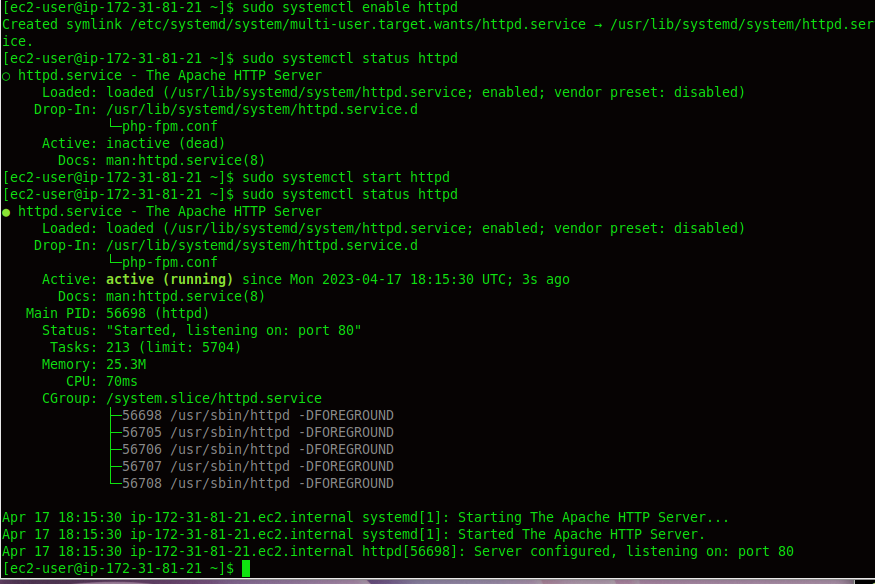 [ec2-user@ip-172-31-81-21 ~]$ sudo systemctl enable httpd
Created symlink /etc/systemd/system/multi-user.target.wants/httpd.service → /usr/lib/systemd/system/httpd.serv
ice.
[ec2-user@ip-172-31-81-21 ~]$ sudo systemctl status httpd
○ httpd.service - The Apache HTTP Server
     Loaded: loaded (/usr/lib/systemd/system/httpd.service; enabled; vendor preset: disabled)
    Drop-In: /usr/lib/systemd/system/httpd.service.d
             └─php-fpm.conf
     Active: inactive (dead)
       Docs: man:httpd.service(8)
[ec2-user@ip-172-31-81-21 ~]$ sudo systemctl start httpd
[ec2-user@ip-172-31-81-21 ~]$ sudo systemctl status httpd
● httpd.service - The Apache HTTP Server
     Loaded: loaded (/usr/lib/systemd/system/httpd.service; enabled; vendor preset: disabled)
    Drop-In: /usr/lib/systemd/system/httpd.service.d
             └─php-fpm.conf
     Active: active (running) since Mon 2023-04-17 18:15:30 UTC; 3s ago
       Docs: man:httpd.service(8)
   Main PID: 56698 (httpd)
     Status: "Started, listening on: port 80"
      Tasks: 213 (limit: 5704)
     Memory: 25.3M
        CPU: 70ms
     CGroup: /system.slice/httpd.service
             ├─56698 /usr/sbin/httpd -DFOREGROUND
             ├─56705 /usr/sbin/httpd -DFOREGROUND
             ├─56706 /usr/sbin/httpd -DFOREGROUND
             ├─56707 /usr/sbin/httpd -DFOREGROUND
             └─56708 /usr/sbin/httpd -DFOREGROUND

Apr 17 18:15:30 ip-172-31-81-21.ec2.internal systemd[1]: Starting The Apache HTTP Server...
Apr 17 18:15:30 ip-172-31-81-21.ec2.internal systemd[1]: Started The Apache HTTP Server.
Apr 17 18:15:30 ip-172-31-81-21.ec2.internal httpd[56698]: Server configured, listening on: port 80
[ec2-user@ip-172-31-81-21 ~]$